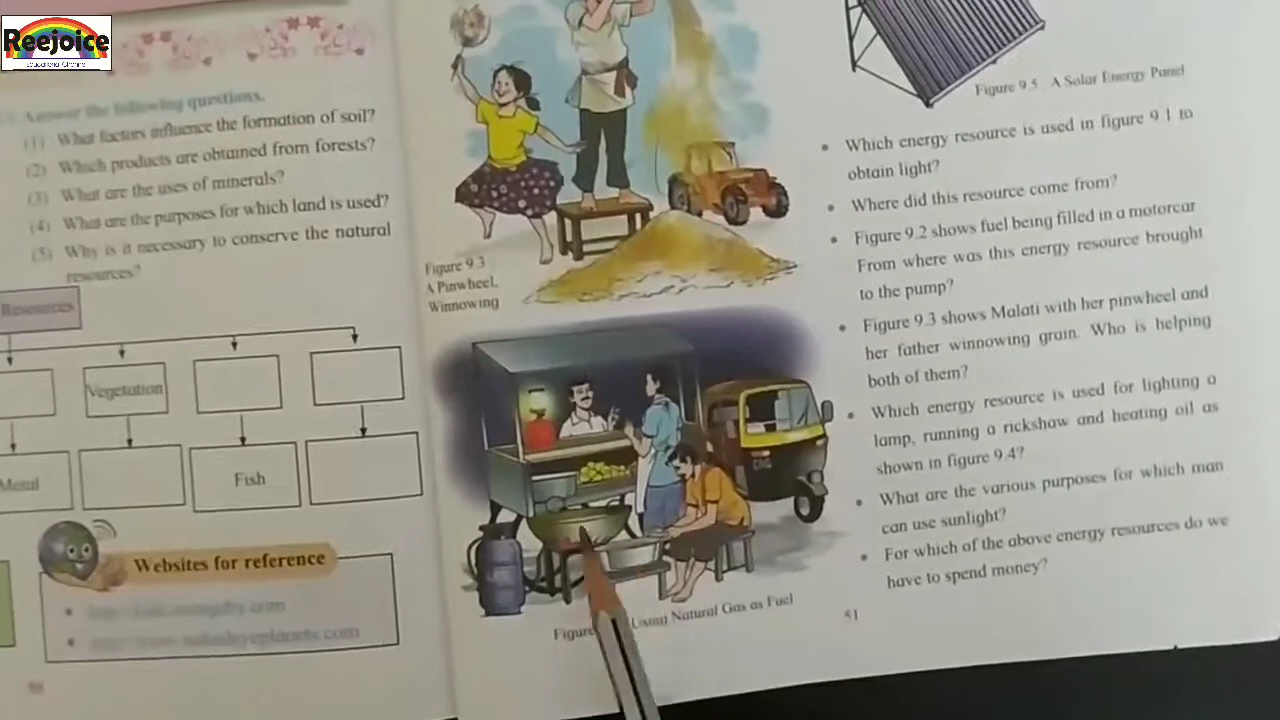 Reejoice
Educational Channel
Answer the following questions.
(1) What factors influence the formation of soil?
(2) Which products are obtained from forests?
(3) What are the uses of minerals?
(4) What are the purposes for which land is used?
(5) Why is it necessary to conserve the natural
resources?
Resources
Vegetation
Metal
Fish
Websites for reference
50
Figure 9.3
A Pinwheel,
Winnowing
CNG
Figure Using Natural Gas as Fuel
Figure 9.5 A Solar Energy Panel
• Which energy resource is used in figure 9.1 to
obtain light?
• Where did this resource come from?
• Figure 9.2 shows fuel being filled in a motorcar
From where was this energy resource brought
to the pump?
• Figure 9.3 shows Malati with her pinwheel and
her father winnowing grain. Who is helping
both of them?
• Which energy resource is used for lighting a
lamp, running a rickshaw and heating oil as
shown in figure 9.4?
• What are the various purposes for which man
can use sunlight?
• For which of the above energy resources do we
have to spend money?
51